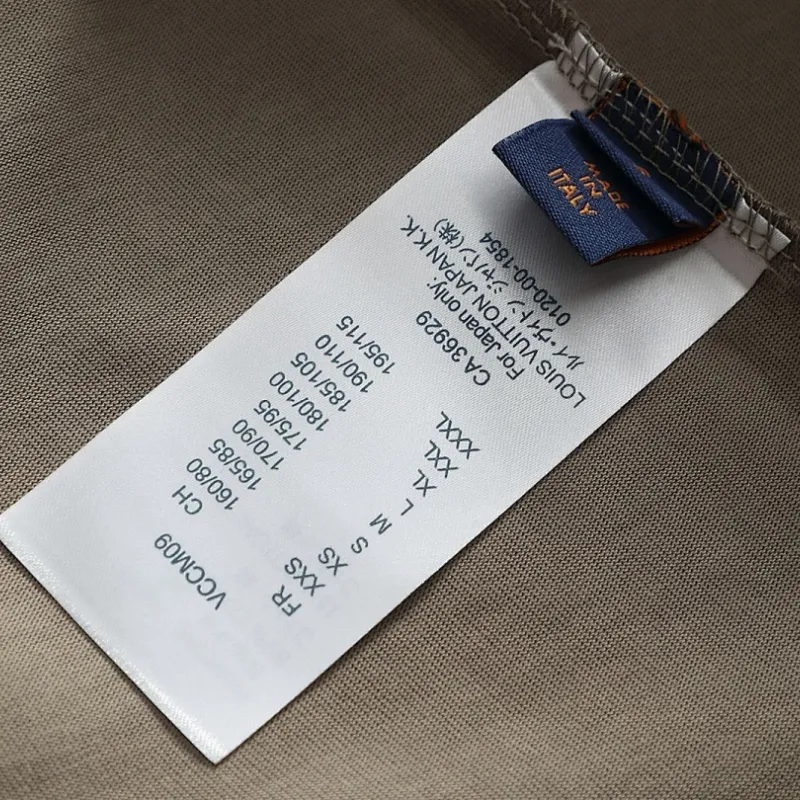 VCCM09
FR CH
XXS 160/80
XS 165/85
S 170/90
M 175/95
L 180/100
XL 185/105
XXL 190/110
XXXL 195/115
CA 36929
For Japan only:
LOUIS VUITTON JAPAN K.K.
ルイ・ヴィトン ジャパン(株)
0120-00-1854
MADE
IN
ITALY